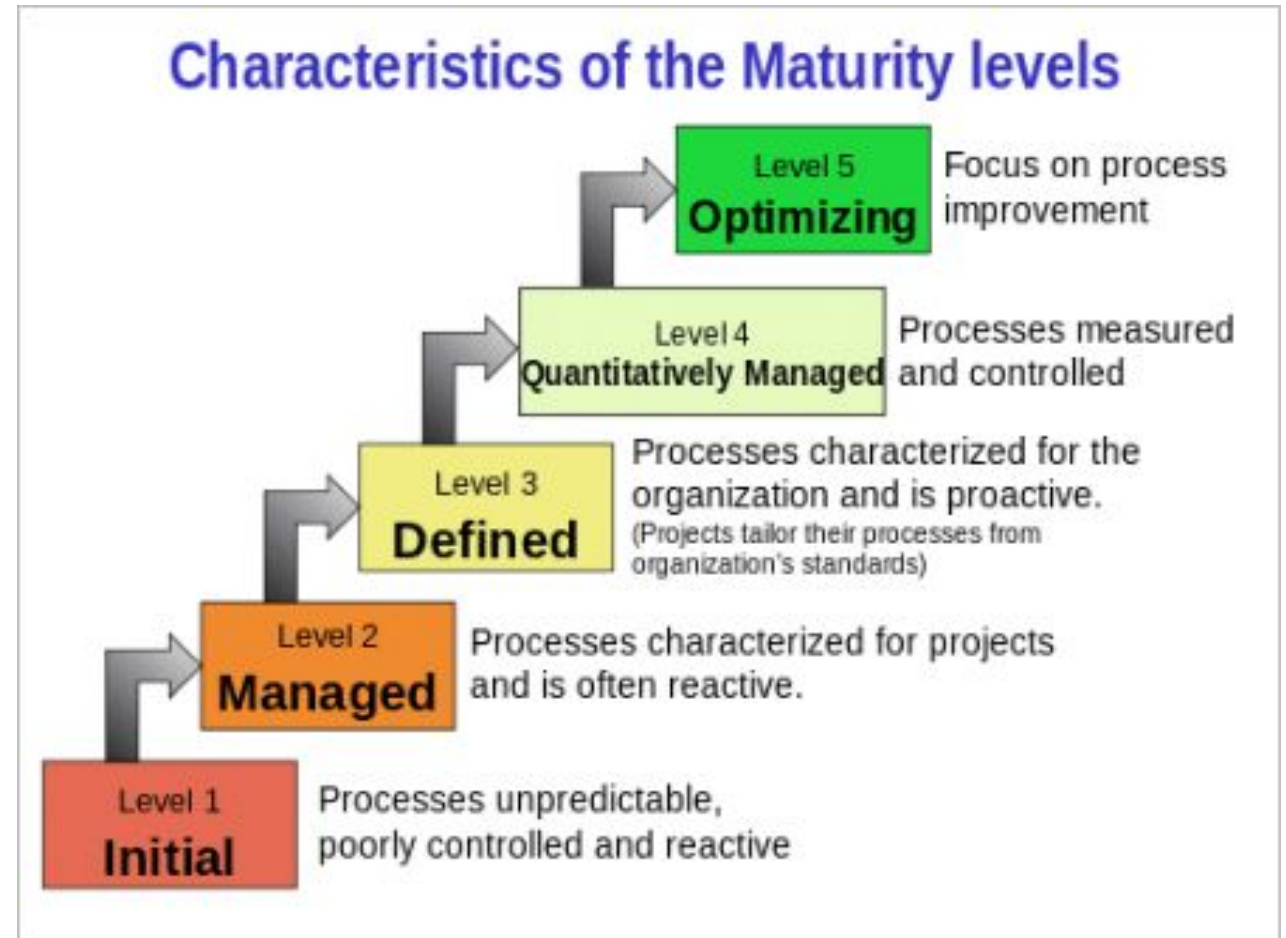 Characteristics of the Maturity levels
Level 5
Optimizing
Focus on process
improvement
Level 4
Quantitatively Managed
Processes measured
and controlled
Level 3
Defined
Processes characterized for the
organization and is proactive.
(Projects tailor their processes from
organization's standards)
Level 2
Managed
Processes characterized for projects
and is often reactive.
Level 1
Initial
Processes unpredictable,
poorly controlled and reactive